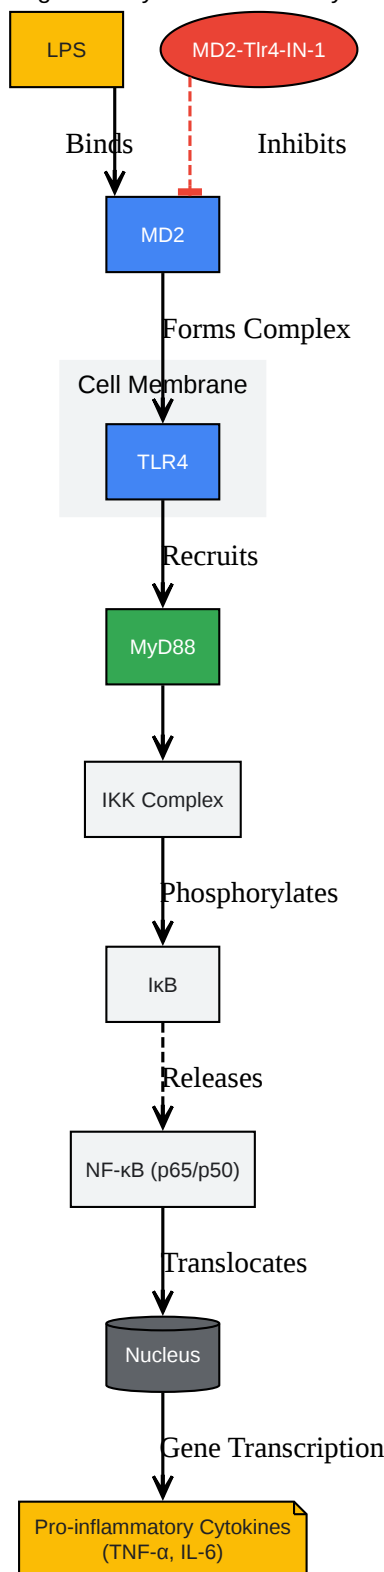 LPS
MD2-Tlr4-IN-1
Binds
Inhibits
MD2
Forms Complex
Cell Membrane
TLR4
Recruits
MyD88
IKK Complex
Phosphorylates
IκB
Releases
NF-κB (p65/p50)
Translocates
Nucleus
Gene Transcription
Pro-inflammatory Cytokines
(TNF-α, IL-6)